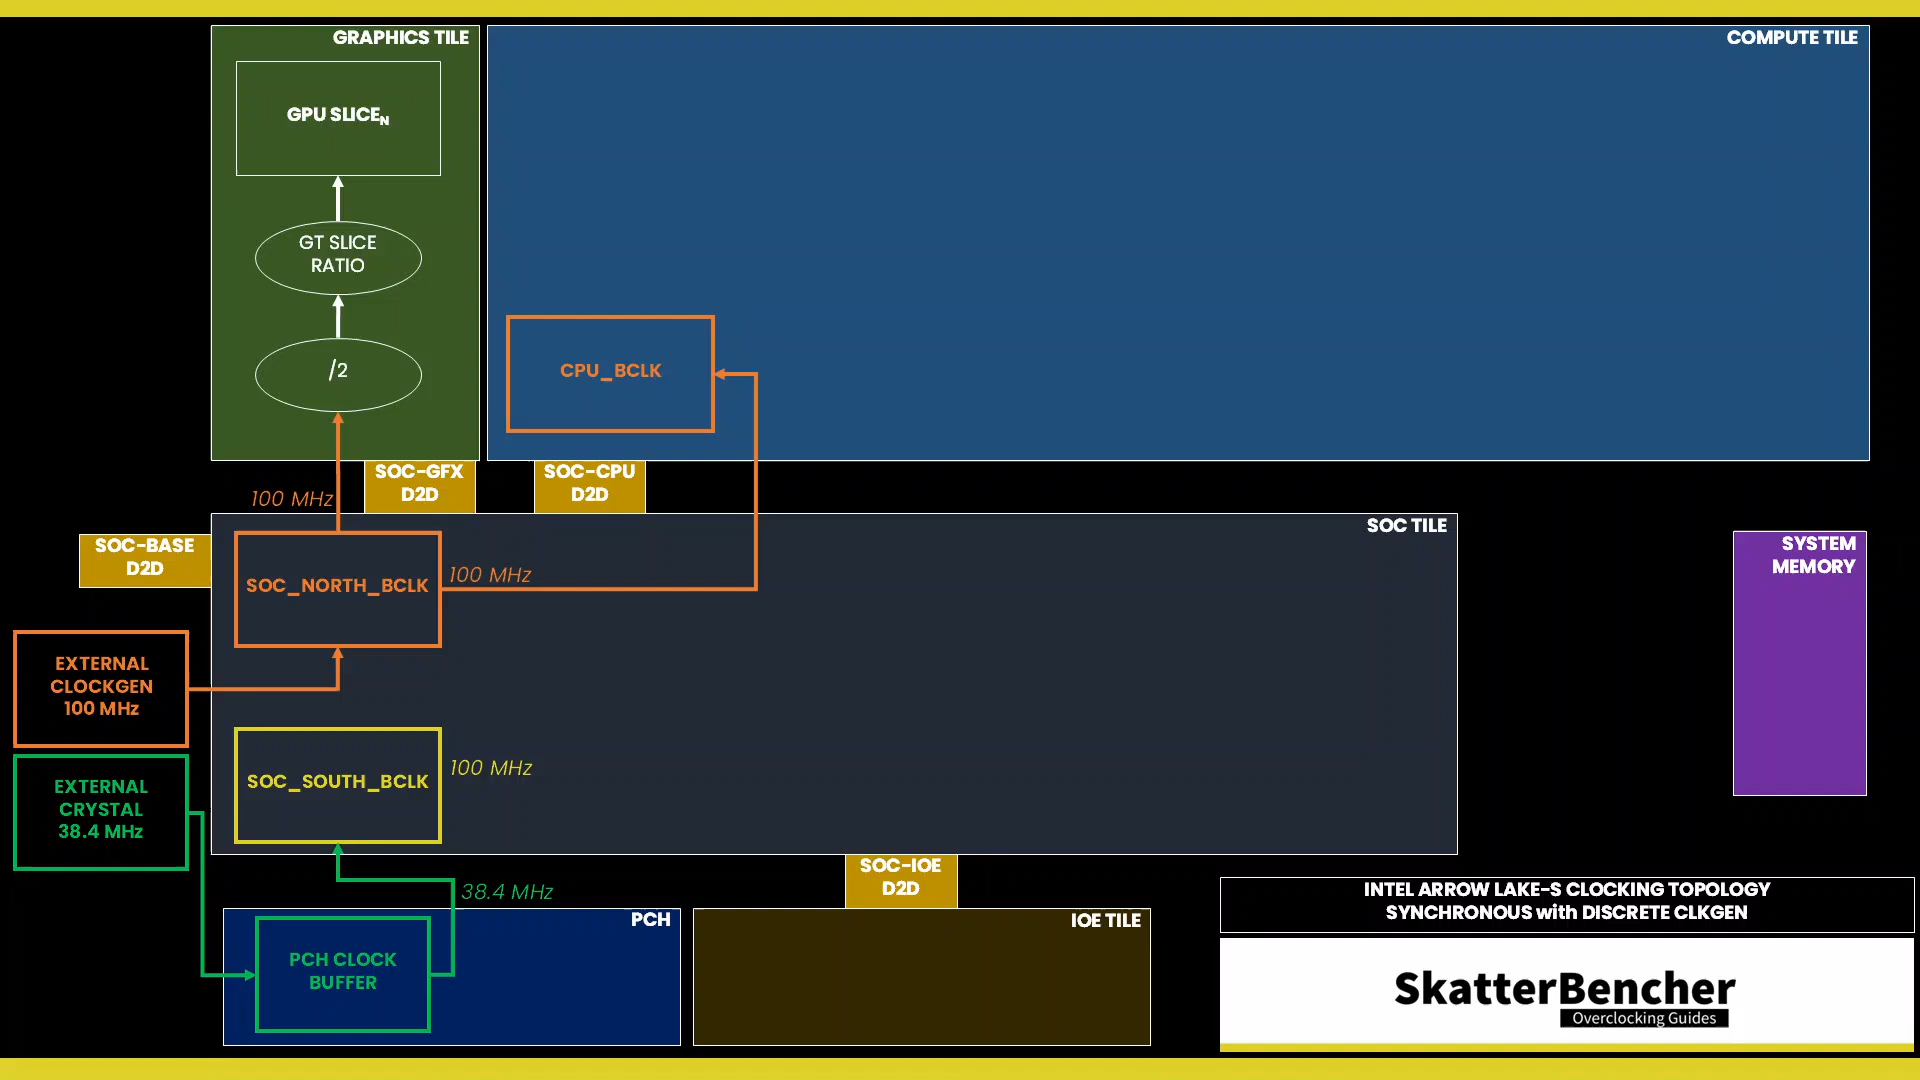 GRAPHICS TILE
COMPUTE TILE
GPU SLICEN
GT SLICE
RATIO
/2
CPU_BCLK
SOC-GFX
D2D
SOC-CPU
D2D
100 MHz
SOC TILE
SOC-BASE
D2D
SOC_NORTH_BCLK
100 MHz
SYSTEM
MEMORY
EXTERNAL
CLOCKGEN
100 MHz
SOC_SOUTH_BCLK
100 MHz
EXTERNAL
CRYSTAL
38.4 MHz
SOC-IOE
D2D
38.4 MHz
PCH
IOE TILE
PCH CLOCK
BUFFER
INTEL ARROW LAKE-S CLOCKING TOPOLOGY
SYNCHRONOUS with DISCRETE CLKGEN
SkatterBencher
Overclocking Guides